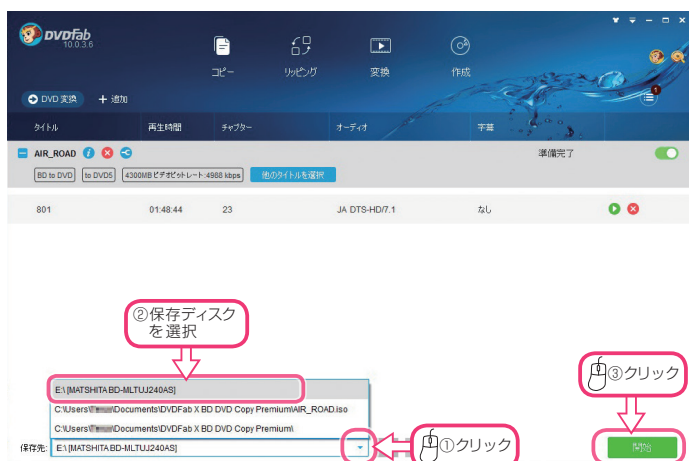 DVDFab
10.0.3.6
コピー
リッピング
変換
作成
DVD 変換
+ 追加
1
タイトル 再生時間 チャプター オーディオ 字幕
AIR_ROAD 準備完了
BD to DVD to DVD5 4300MB ビデオビットレート:4988 kbps 他のタイトルを選択
801 01:48:44 23 JA DTS-HD/7.1 なし
②保存ディスク
を選択
E:\ [MATSHITA BD-MLTUJ240AS]
C:\Users\ \Documents\DVDFab X BD DVD Copy Premium\AIR_ROAD.iso
C:\Users\ \Documents\DVDFab X BD DVD Copy Premium\
保存先: E:\ [MATSHITA BD-MLTUJ240AS]
①クリック
③クリック
開始